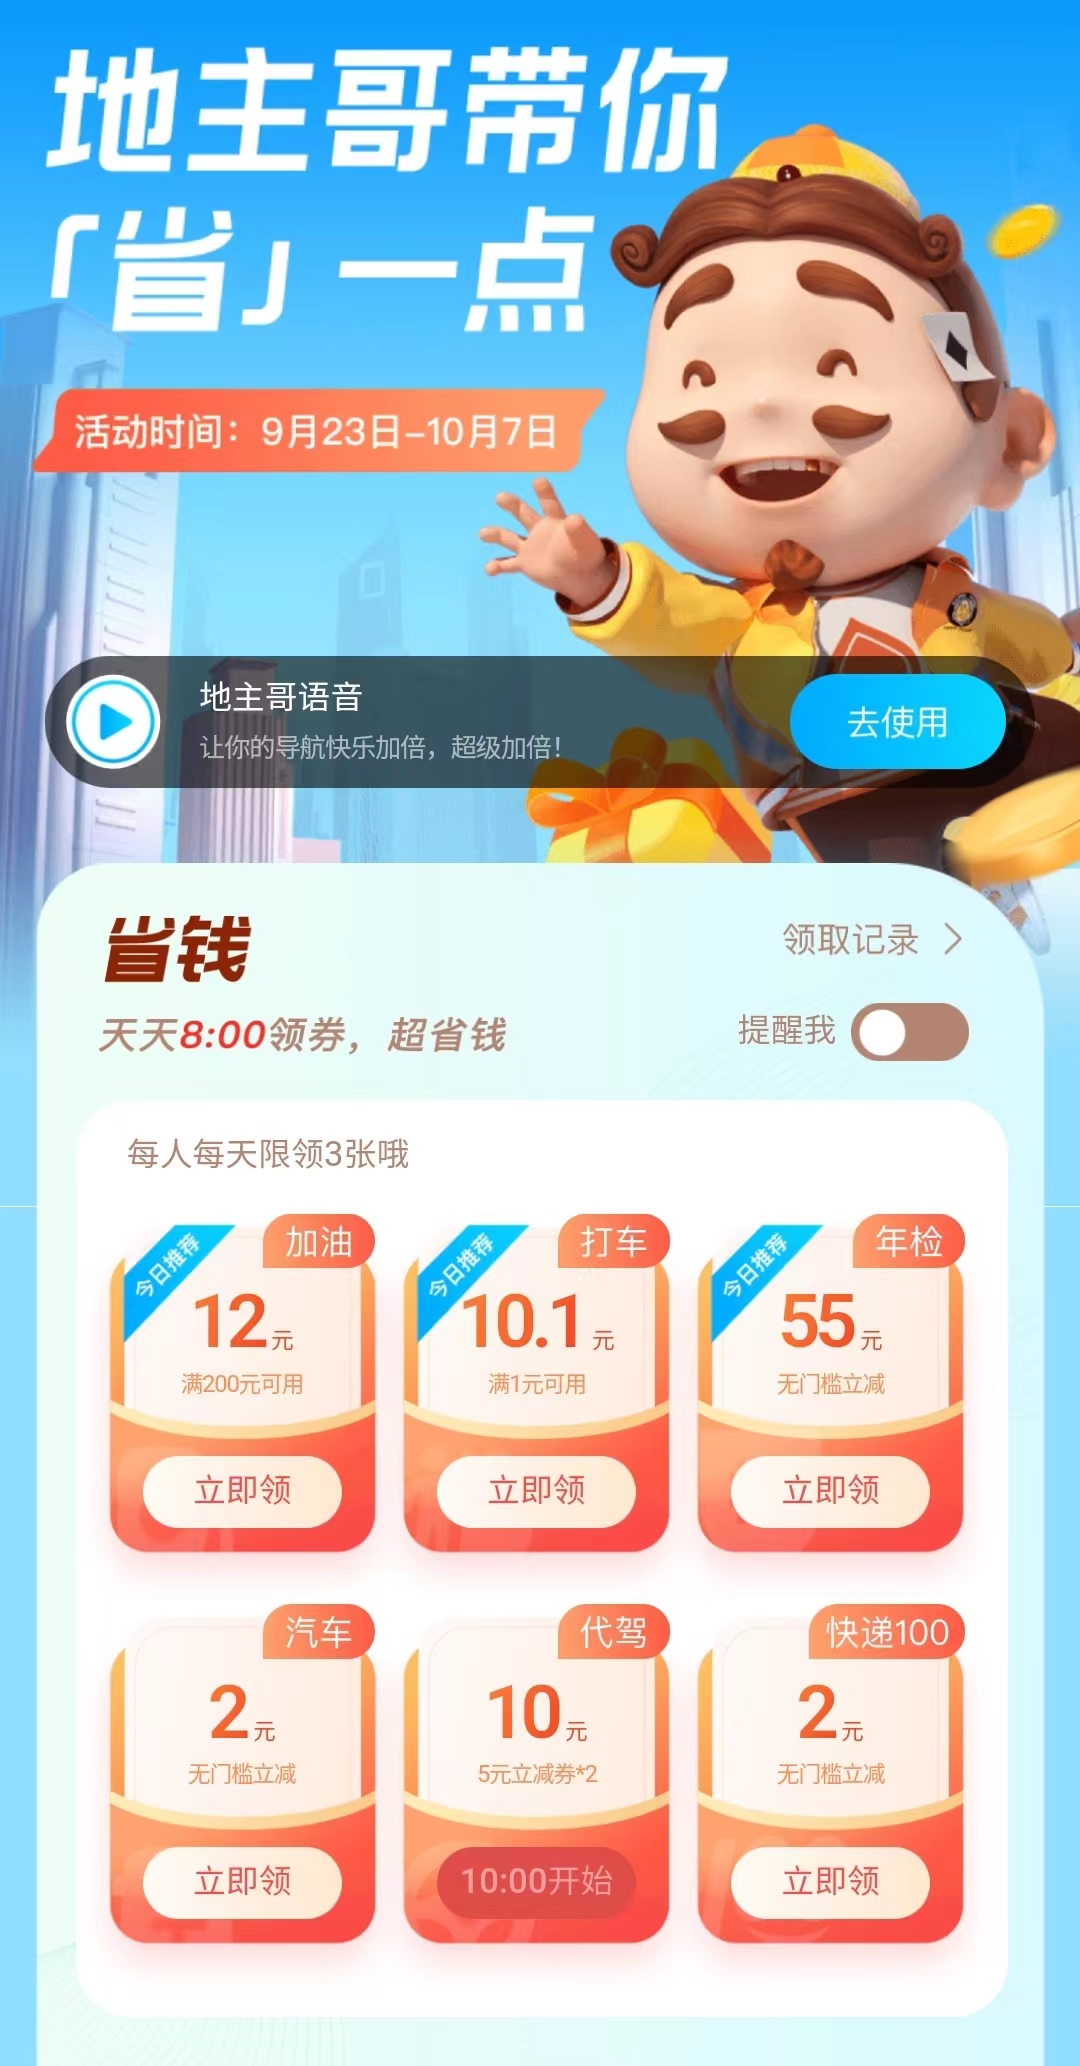 地主哥带你
「省」一点
活动时间：9月23日-10月7日
地主哥语音
让你的导航快乐加倍，超级加倍！
去使用
省钱
领取记录
天天8:00领券，超省钱
提醒我
每人每天限领3张哦
今日推荐
加油
12元
满200元可用
立即领
今日推荐
打车
10.1元
满1元可用
立即领
今日推荐
年检
55元
无门槛立减
立即领
汽车
2元
无门槛立减
立即领
代驾
10元
5元立减券*2
10:00开始
快递100
2元
无门槛立减
立即领